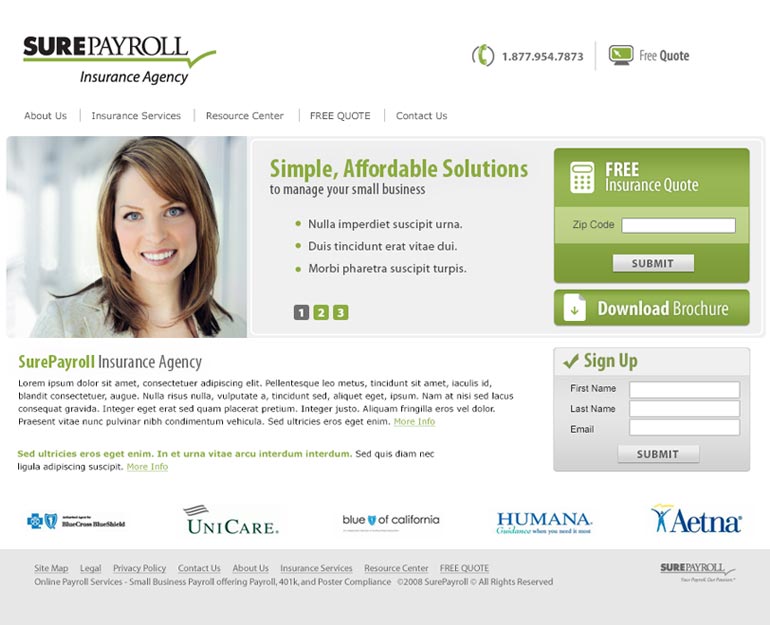 SUREPAYROLL
Insurance Agency
1.877.954.7873
Free Quote
About Us
Insurance Services
Resource Center
FREE QUOTE
Contact Us
Simple, Affordable Solutions
to manage your small business
Nulla imperdiet suscipit urna.
Duis tincidunt erat vitae dui.
Morbi pharetra suscipit turpis.
1 2 3
FREE
Insurance Quote
Zip Code
SUBMIT
Download Brochure
SurePayroll Insurance Agency
Lorem ipsum dolor sit amet, consectetuer adipiscing elit. Pellentesque leo metus, tincidunt sit amet, iaculis id,
blandit consectetuer, augue. Nulla risus nulla, vulputate a, tincidunt sed, aliquet eget, ipsum. Nam at nisi sed lacus
consequat gravida. Integer eget erat sed quam placerat pretium. Integer justo. Aliquam fringilla eros vel dolor.
Praesent vitae nunc pulvinar nibh condimentum vehicula. Sed ultricies eros eget enim. More Info
Sed ultricies eros eget enim. In et urna vitae arcu interdum interdum. Sed quis diam nec
ligula adipiscing suscipit. More Info
Sign Up
First Name
Last Name
Email
SUBMIT
BlueCross BlueShield
UNICARE.
blue of california
HUMANA.
Guidance when you need it most
Aetna
Site Map Legal Privacy Policy Contact Us About Us Insurance Services Resource Center FREE QUOTE
Online Payroll Services - Small Business Payroll offering Payroll, 401k, and Poster Compliance ©2008 SurePayroll © All Rights Reserved
SUREPAYROLL
Your Payroll. Our Passion.